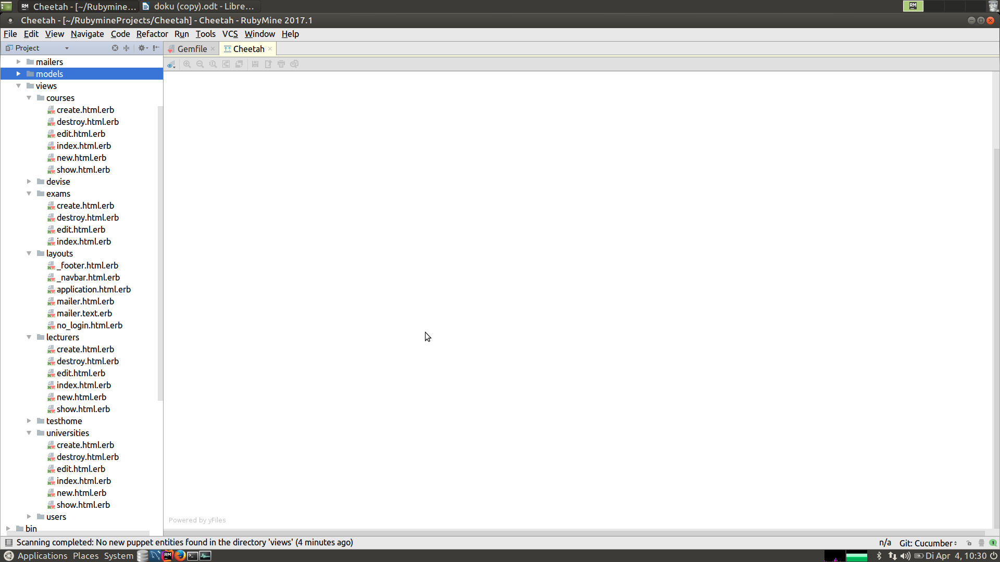 Cheetah - [~/Rubymine...
doku (copy).odt - Libre...
RM
Cheetah - [~/RubymineProjects/Cheetah] - Cheetah - RubyMine 2017.1
File Edit View Navigate Code Refactor Run Tools VCS Window Help
Project
Gemfile
Cheetah
mailers
models
views
courses
create.html.erb
destroy.html.erb
edit.html.erb
index.html.erb
new.html.erb
show.html.erb
devise
exams
create.html.erb
destroy.html.erb
edit.html.erb
index.html.erb
layouts
_footer.html.erb
_navbar.html.erb
application.html.erb
mailer.html.erb
mailer.text.erb
no_login.html.erb
lecturers
create.html.erb
destroy.html.erb
edit.html.erb
index.html.erb
new.html.erb
show.html.erb
testhome
universities
create.html.erb
destroy.html.erb
edit.html.erb
index.html.erb
new.html.erb
show.html.erb
users
bin
Powered by yFiles
Scanning completed: No new puppet entities found in the directory 'views' (4 minutes ago)
n/a Git: Cucumber
Applications Places System
Di Apr 4, 10:30